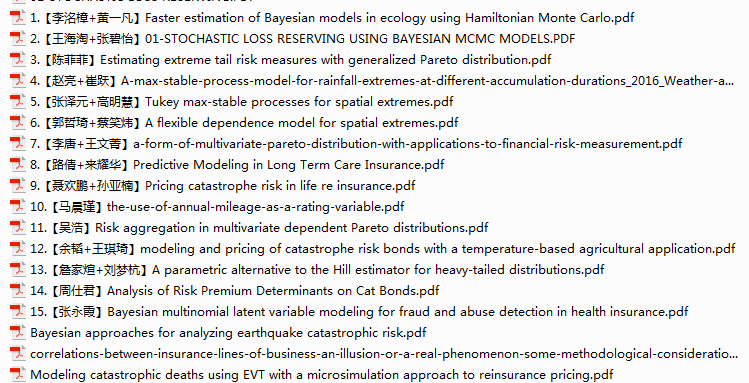 1.【李洺樟+黄一凡】Faster estimation of Bayesian models in ecology using Hamiltonian Monte Carlo.pdf
2.【王海淘+张碧怡】01-STOCHASTIC LOSS RESERVING USING BAYESIAN MCMC MODELS.PDF
3.【陈菲菲】Estimating extreme tail risk measures with generalized Pareto distribution.pdf
4.【赵亮+崔跃】A-max-stable-process-model-for-rainfall-extremes-at-different-accumulation-durations_2016_Weather-a...
5.【张译元+高明慧】Tukey max-stable processes for spatial extremes.pdf
6.【郭哲琦+蔡笑炜】A flexible dependence model for spatial extremes.pdf
7.【李唐+王文菁】a-form-of-multivariate-pareto-distribution-with-applications-to-financial-risk-measurement.pdf
8.【路倩+来耀华】Predictive Modeling in Long Term Care Insurance.pdf
9.【聂欢鹏+孙亚楠】Pricing catastrophe risk in life re insurance.pdf
10.【马晨瑾】the-use-of-annual-mileage-as-a-rating-variable.pdf
11.【吴浩】Risk aggregation in multivariate dependent Pareto distributions.pdf
12.【余韬+王琪琦】modeling and pricing of catastrophe risk bonds with a temperature-based agricultural application.pdf
13.【詹家煊+刘梦杭】A parametric alternative to the Hill estimator for heavy-tailed distributions.pdf
14.【周仕君】Analysis of Risk Premium Determinants on Cat Bonds.pdf
15.【张永霞】Bayesian multinomial latent variable modeling for fraud and abuse detection in health insurance.pdf
Bayesian approaches for analyzing earthquake catastrophic risk.pdf
correlations-between-insurance-lines-of-business-an-illusion-or-a-real-phenomenon-some-methodological-consideratio...
Modeling catastrophic deaths using EVT with a microsimulation approach to reinsurance pricing.pdf